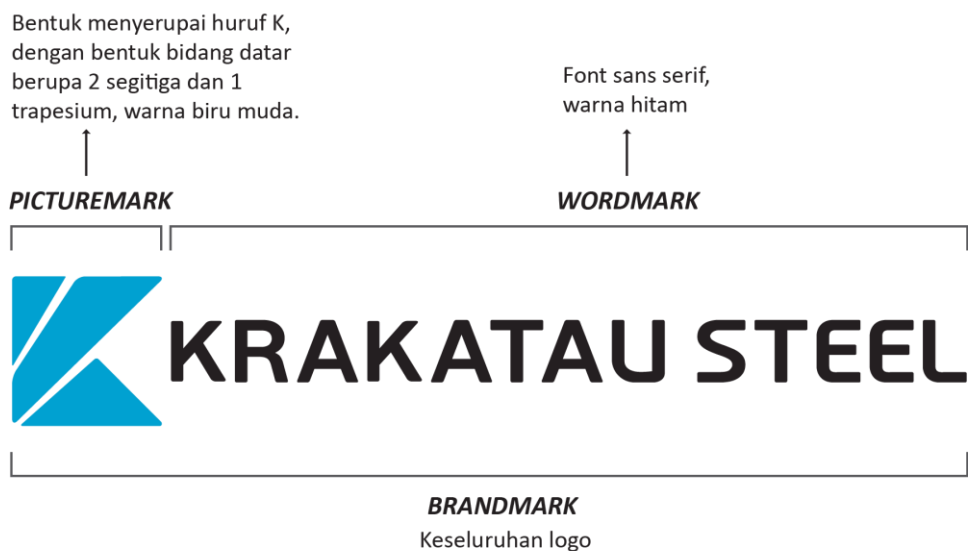 Bentuk menyerupai huruf K,
dengan bentuk bidang datar
berupa 2 segitiga dan 1
trapesium, warna biru muda.
Font sans serif,
warna hitam
PICTUREMARK
WORDMARK
KRAKATAU STEEL
BRANDMARK
Keseluruhan logo